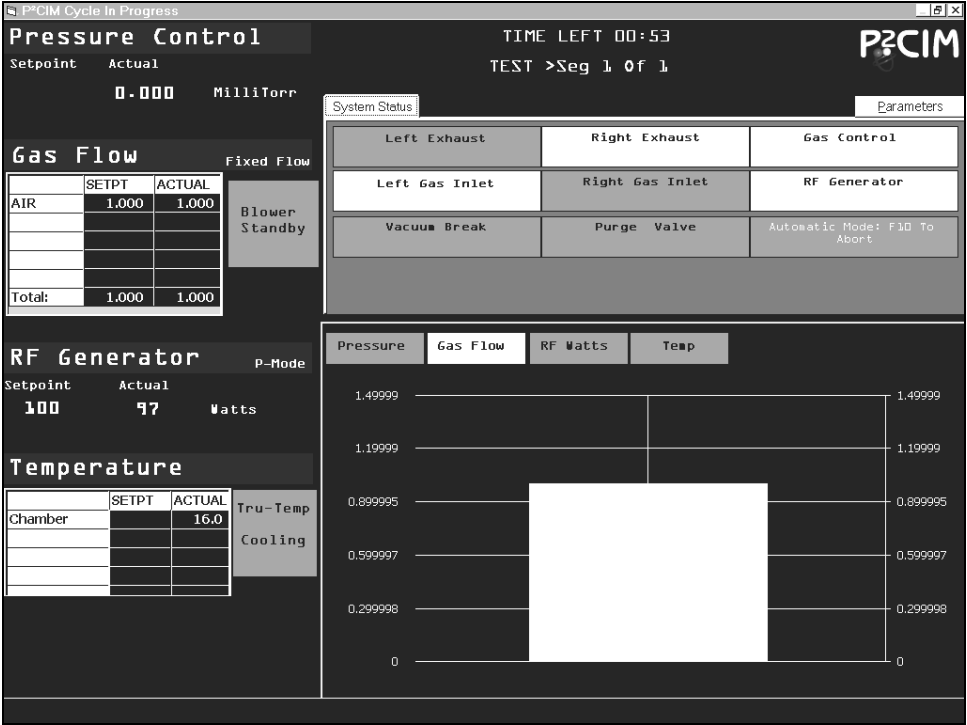 P²CIM Cycle In Progress
Pressure Control
Setpoint Actual
0.000 MilliTorr
TIME LEFT 00:53
TEST >Seg 1 Of 1
P²CIM
System Status
Parameters
Left Exhaust Right Exhaust Gas Control
Left Gas Inlet Right Gas Inlet RF Generator
Vacuum Break Purge Valve Automatic Mode: F10 To
Abort
Gas Flow Fixed Flow
SETPT ACTUAL
AIR 1.000 1.000
Total: 1.000 1.000
Blower
Standby
RF Generator P-Mode
Setpoint Actual
100 97 Watts
Temperature
SETPT ACTUAL
Chamber 16.0
Tru-Temp
Cooling
Pressure Gas Flow RF Watts Temp
1.49999 1.49999
1.19999 1.19999
0.899995 0.899995
0.599997 0.599997
0.299998 0.299998
0 0